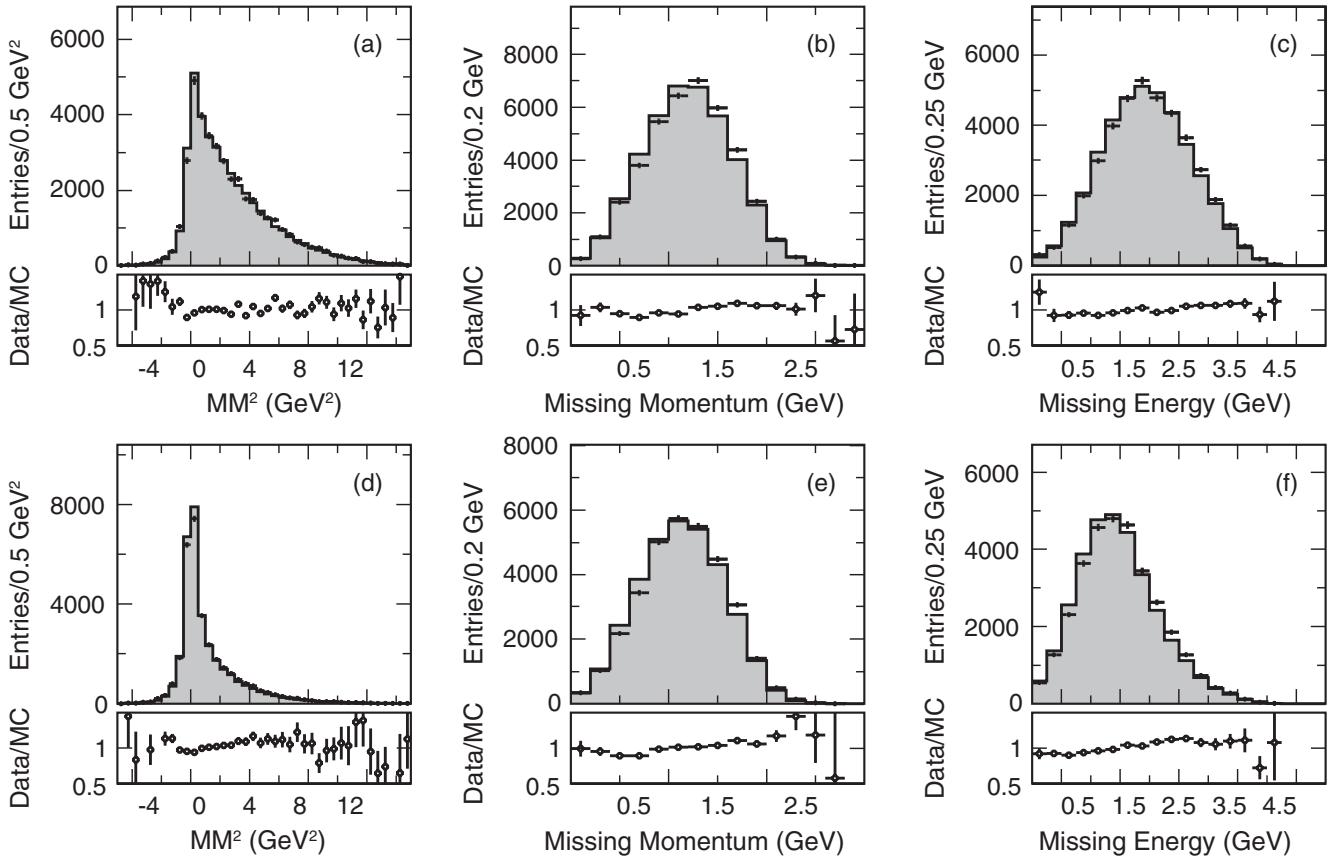 (a)
Entries/0.5 GeV²
6000
4000
2000
0
Data/MC
1
0.5
-4 0 4 8 12
MM² (GeV²)
(b)
Entries/0.2 GeV
8000
6000
4000
2000
0
Data/MC
1
0.5
0.5 1.5 2.5
Missing Momentum (GeV)
(c)
Entries/0.25 GeV
6000
4000
2000
0
Data/MC
1
0.5
0.5 1.5 2.5 3.5 4.5
Missing Energy (GeV)
(d)
Entries/0.5 GeV²
8000
4000
0
Data/MC
1
0.5
-4 0 4 8 12
MM² (GeV²)
(e)
Entries/0.2 GeV
8000
6000
4000
2000
0
Data/MC
1
0.5
0.5 1.5 2.5
Missing Momentum (GeV)
(f)
Entries/0.25 GeV
6000
4000
2000
0
Data/MC
1
0.5
0.5 1.5 2.5 3.5 4.5
Missing Energy (GeV)